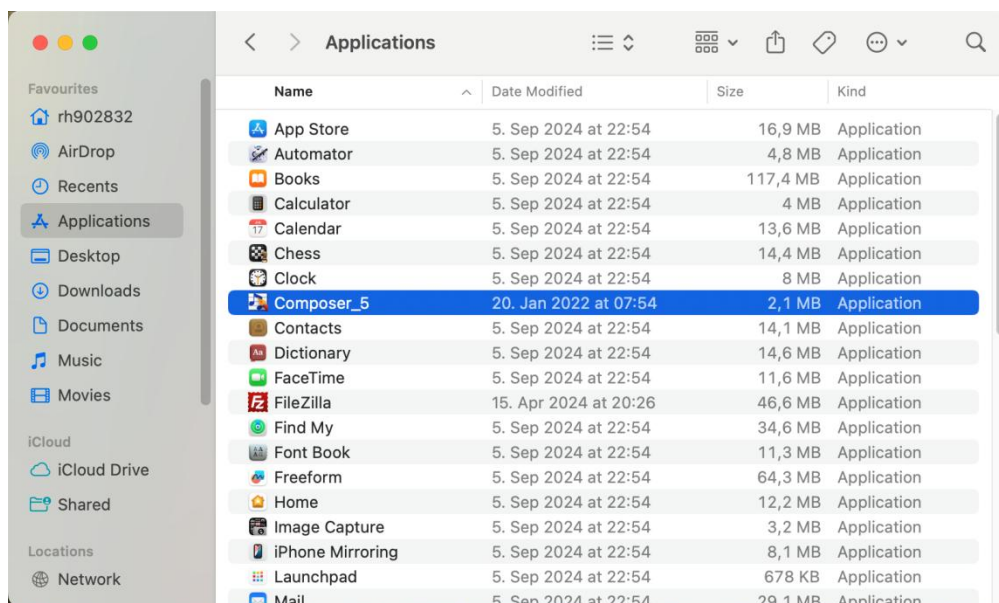 Applications
Favourites
rh902832
AirDrop
Recents
Applications
Desktop
Downloads
Documents
Music
Movies
iCloud
iCloud Drive
Shared
Locations
Network
Name Date Modified Size Kind
App Store 5. Sep 2024 at 22:54 16,9 MB Application
Automator 5. Sep 2024 at 22:54 4,8 MB Application
Books 5. Sep 2024 at 22:54 117,4 MB Application
Calculator 5. Sep 2024 at 22:54 4 MB Application
Calendar 5. Sep 2024 at 22:54 13,6 MB Application
Chess 5. Sep 2024 at 22:54 14,4 MB Application
Clock 5. Sep 2024 at 22:54 8 MB Application
Composer_5 20. Jan 2022 at 07:54 2,1 MB Application
Contacts 5. Sep 2024 at 22:54 14,1 MB Application
Dictionary 5. Sep 2024 at 22:54 14,6 MB Application
FaceTime 5. Sep 2024 at 22:54 11,6 MB Application
FileZilla 15. Apr 2024 at 20:26 46,6 MB Application
Find My 5. Sep 2024 at 22:54 34,6 MB Application
Font Book 5. Sep 2024 at 22:54 11,3 MB Application
Freeform 5. Sep 2024 at 22:54 64,3 MB Application
Home 5. Sep 2024 at 22:54 12,2 MB Application
Image Capture 5. Sep 2024 at 22:54 3,2 MB Application
iPhone Mirroring 5. Sep 2024 at 22:54 8,1 MB Application
Launchpad 5. Sep 2024 at 22:54 678 KB Application
Mail 5. Sep 2024 at 22:54 29,1 MB Application